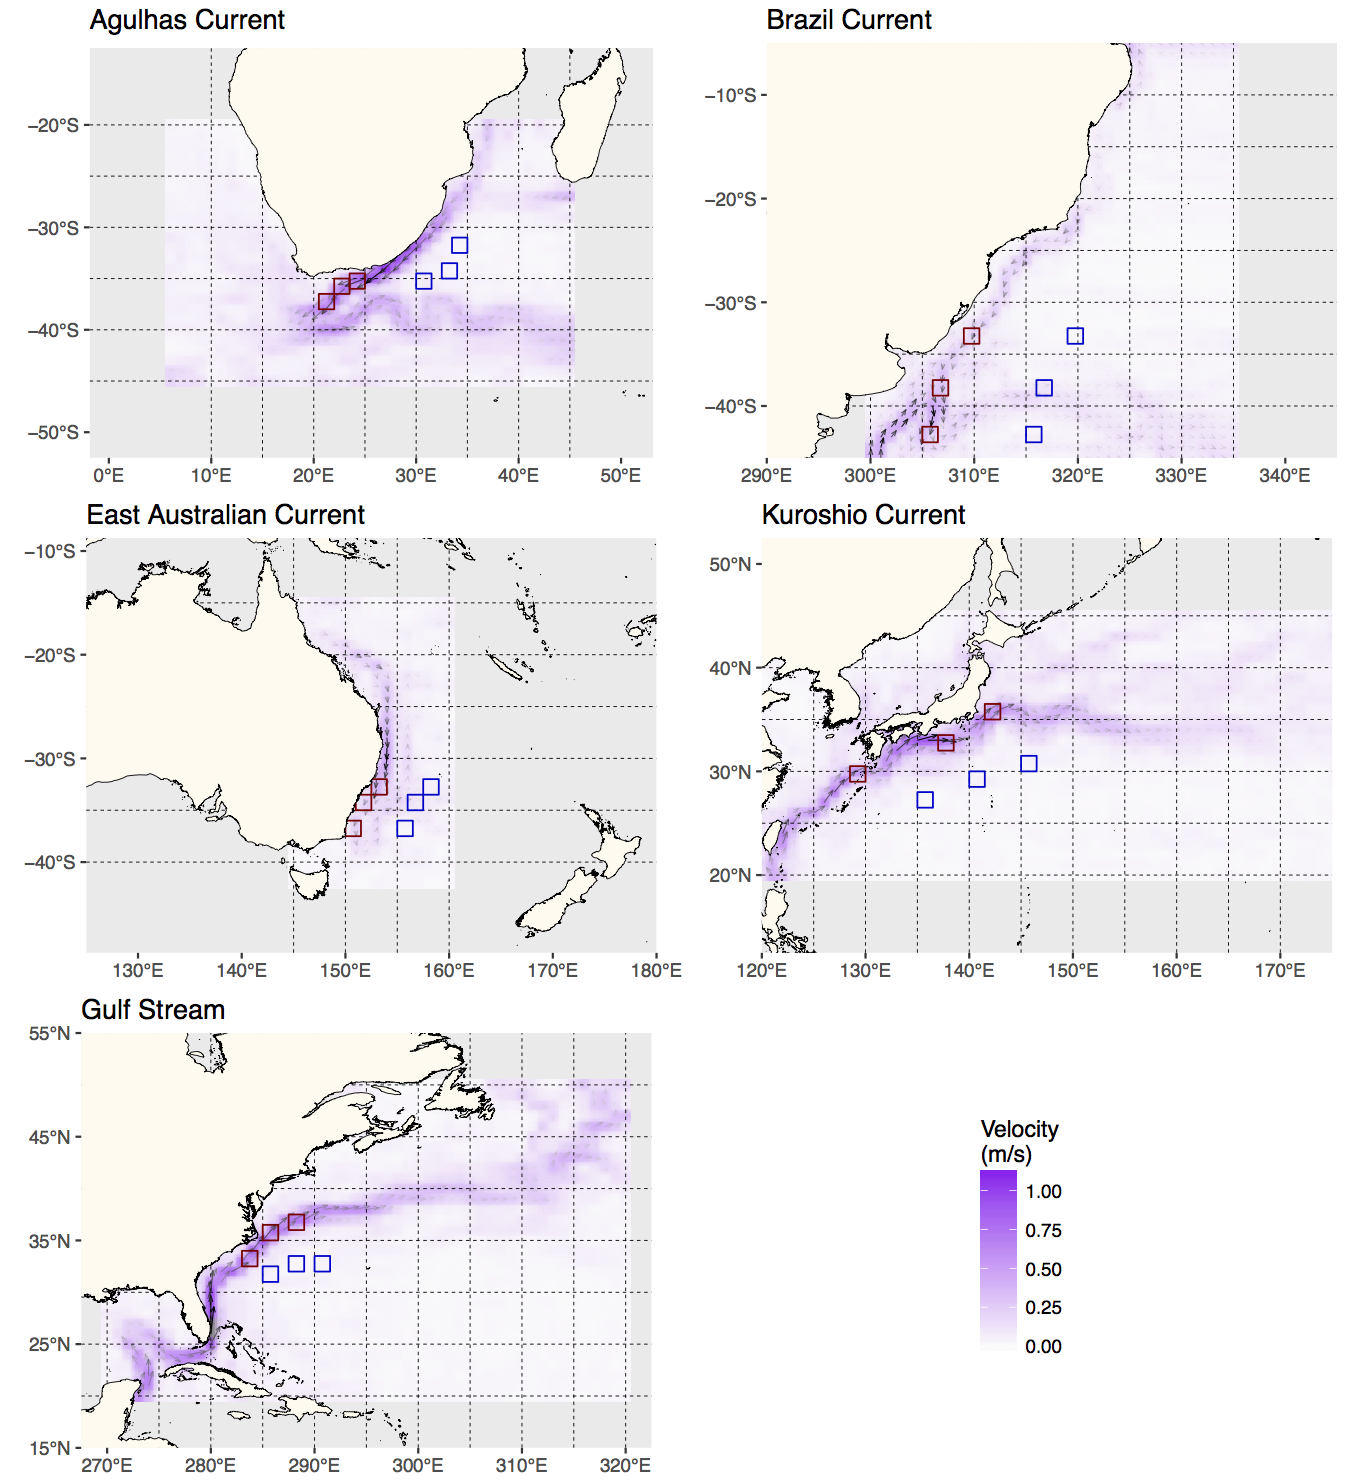 Agulhas Current
−20°S
−30°S
−40°S
−50°S
0°E 10°E 20°E 30°E 40°E 50°E
Brazil Current
−10°S
−20°S
−30°S
−40°S
290°E 300°E 310°E 320°E 330°E 340°E
East Australian Current
−10°S
−20°S
−30°S
−40°S
130°E 140°E 150°E 160°E 170°E 180°E
Kuroshio Current
50°N
40°N
30°N
20°N
120°E 130°E 140°E 150°E 160°E 170°E
Gulf Stream
55°N
45°N
35°N
25°N
15°N
270°E 280°E 290°E 300°E 310°E 320°E
Velocity
(m/s)
1.00
0.75
0.50
0.25
0.00